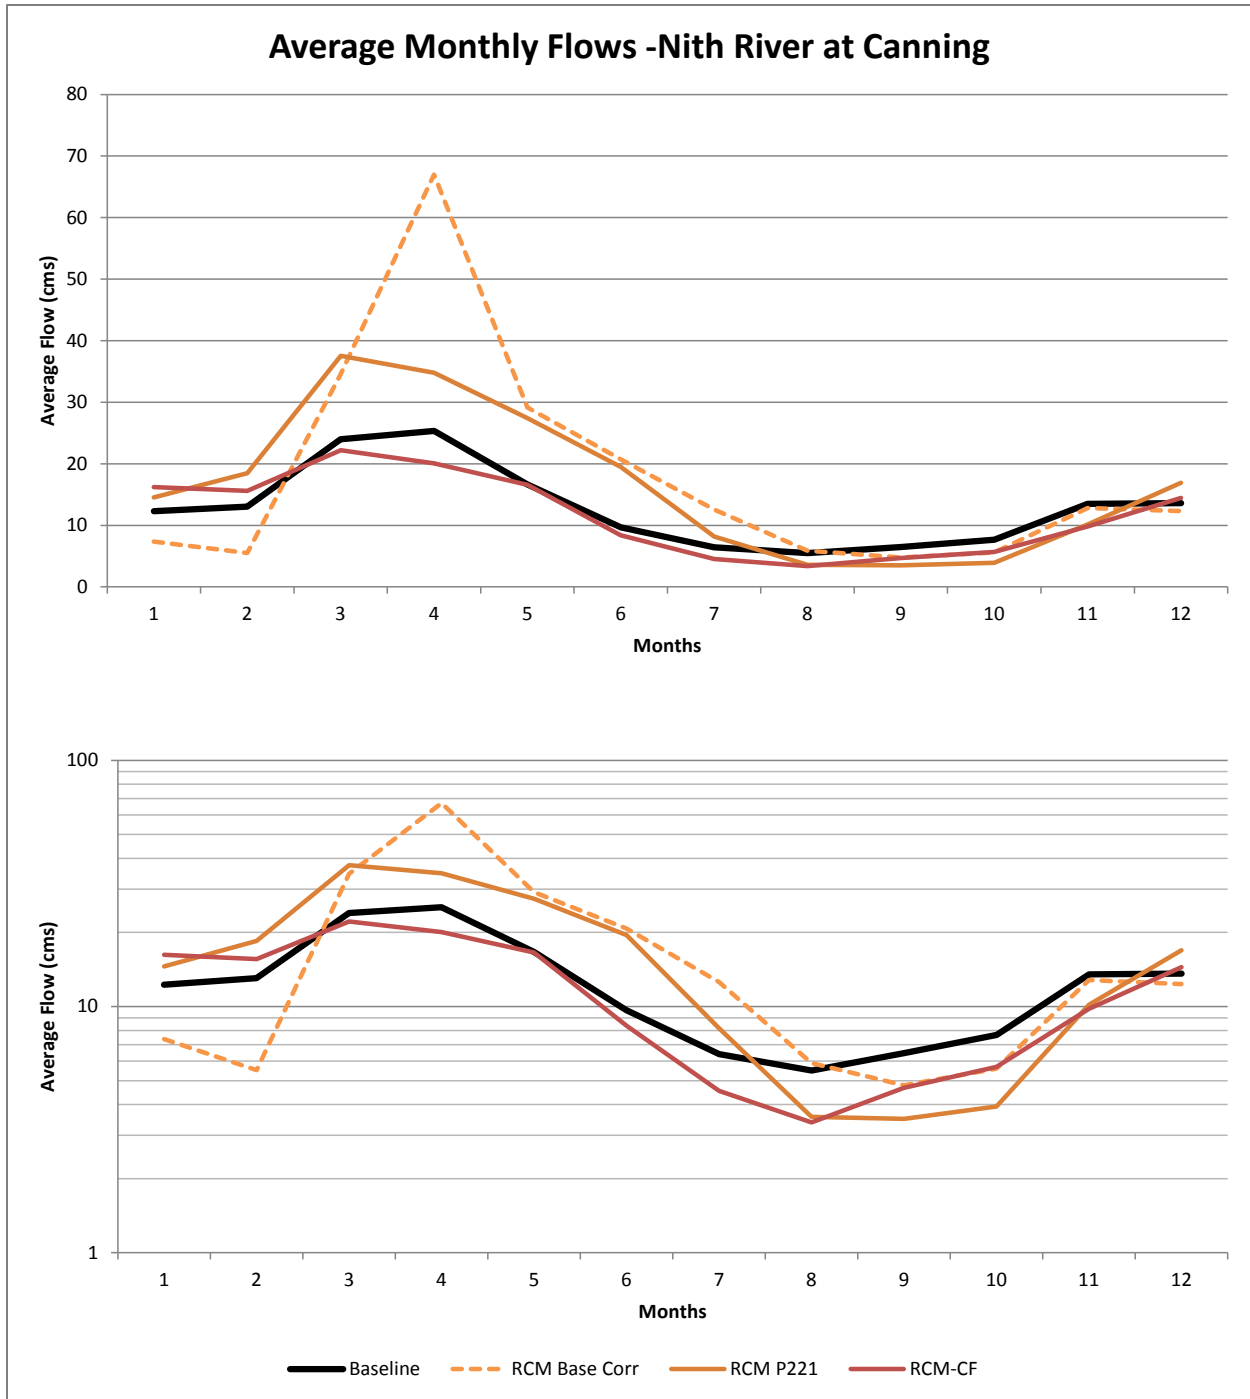 Average Monthly Flows -Nith River at Canning
80
70
60
50
40
30
20
10
0
Average Flow (cms)
1 2 3 4 5 6 7 8 9 10 11 12
Months
100
10
1
Average Flow (cms)
1 2 3 4 5 6 7 8 9 10 11 12
Months
Baseline RCM Base Corr RCM P221 RCM-CF